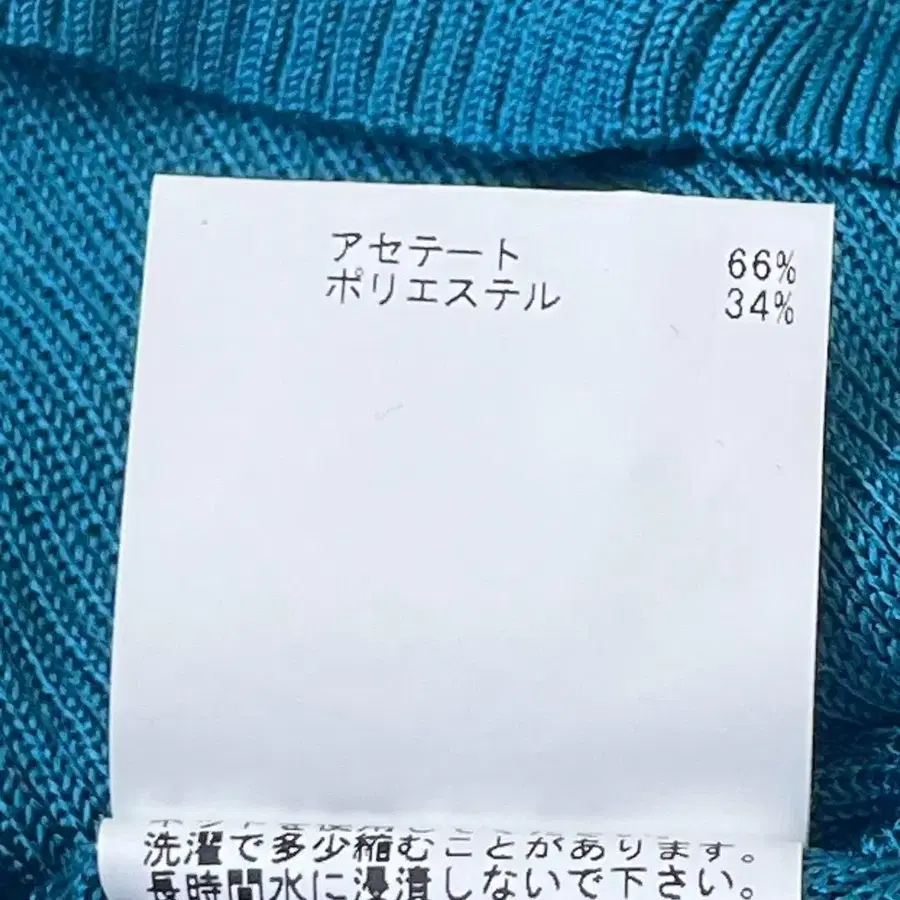 アセテート 66%
ポリエステル 34%
洗濯で多少縮むことがあります。
長時間水に浸漬しないで下さい。